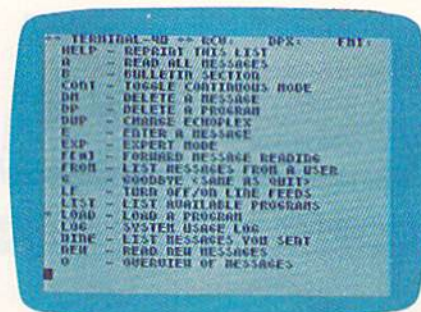 -- TERMINAL-40 -- RCV: DPX: ENT:
HELP - REPRINT THIS LIST
A - READ ALL MESSAGES
B - BULLETIN SECTION
CONT - TOGGLE CONTINUOUS MODE
DM - DELETE A MESSAGE
DP - DELETE A PROGRAM
DUP - CHANGE ECHOPLEX
E - ENTER A MESSAGE
EXP - EXPERT MODE
- FORWARD MESSAGE READING
FROM - LIST MESSAGES FROM A USER
G - GOODBYE <SAME AS QUIT>
LF - TURN OFF/ON LINE FEEDS
LIST - LIST AVAILABLE PROGRAMS
LOAD - LOAD A PROGRAM
LOG - SYSTEM USAGE LOG
MINE - LIST MESSAGES YOU SENT
NEW - READ NEW MESSAGES
O - OVERVIEW OF MESSAGES